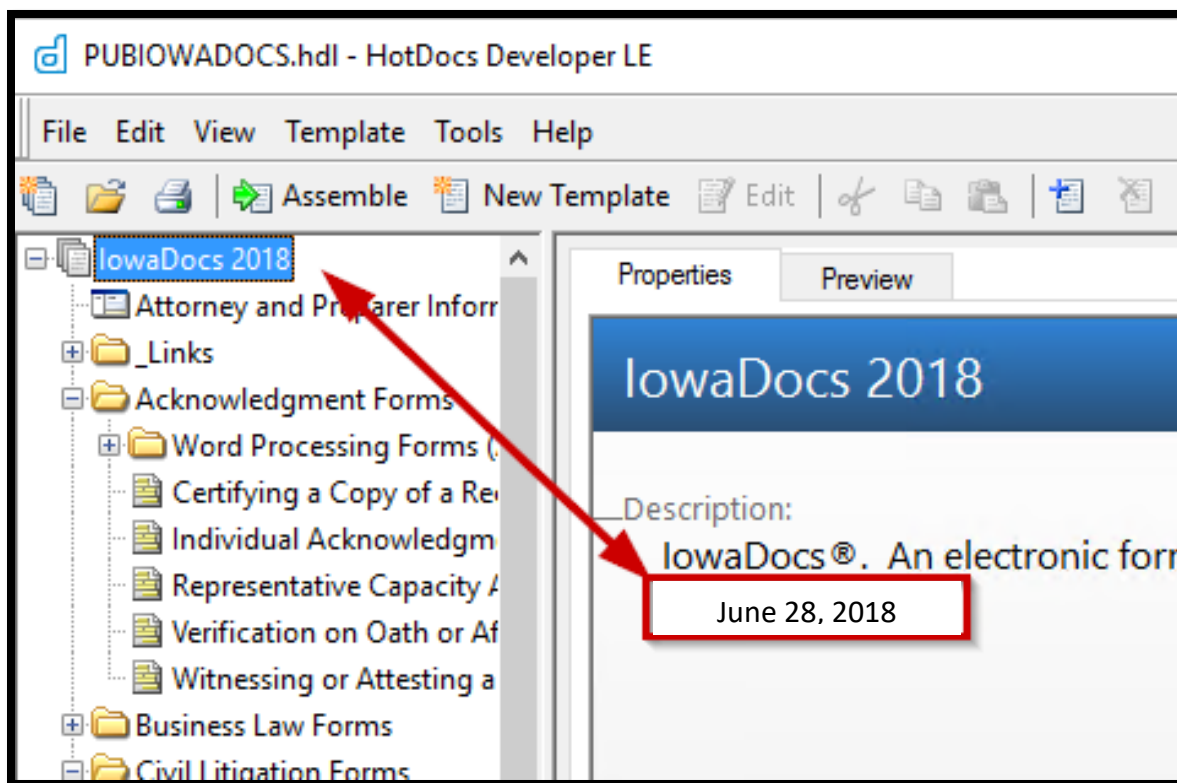 PUBIOWADOCS.hdl - HotDocs Developer LE
File Edit View Template Tools Help
Assemble New Template Edit
IowaDocs 2018
Attorney and Preparer Inforr
_Links
Acknowledgment Forms
Word Processing Forms (
Certifying a Copy of a Re
Individual Acknowledgm
Representative Capacity A
Verification on Oath or Af
Witnessing or Attesting a
Business Law Forms
Civil Litigation Forms
Properties Preview
IowaDocs 2018
Description:
IowaDocs®. An electronic forr
June 28, 2018